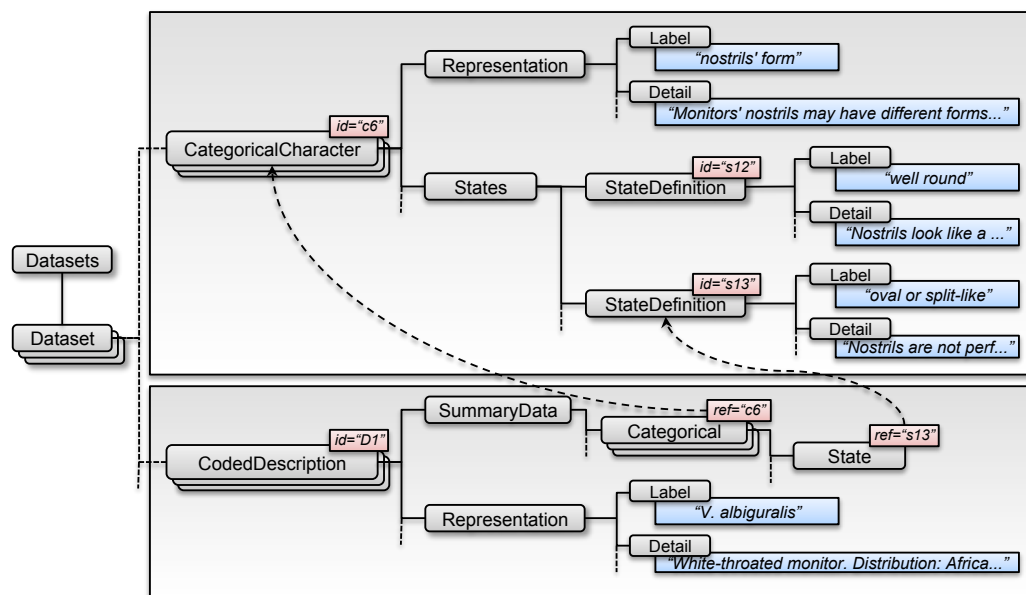 Label
“nostrils' form”
Representation
Detail
“Monitors' nostrils may have different forms...”
id=“c6”
CategoricalCharacter
States
id=“s12”
StateDefinition
Label
“well round”
Detail
“Nostrils look like a ...”
Datasets
Dataset
id=“s13”
StateDefinition
Label
“oval or split-like”
Detail
“Nostrils are not perf...”
SummaryData
ref=“c6”
Categorical
ref=“s13”
State
id=“D1”
CodedDescription
Representation
Label
“V. albiguralis”
Detail
“White-throated monitor. Distribution: Africa...”